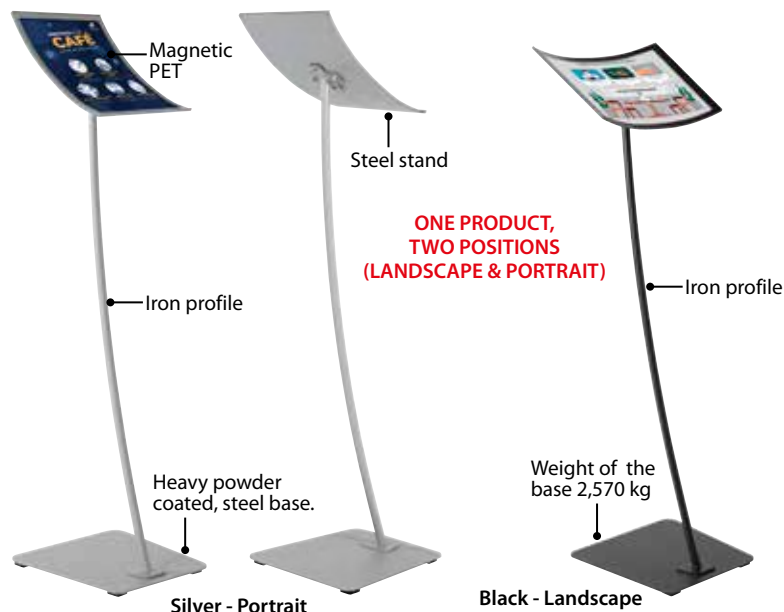 CAFÉ
Magnetic
PET
Steel stand
ONE PRODUCT,
TWO POSITIONS
(LANDSCAPE & PORTRAIT)
Iron profile
Iron profile
Heavy powder
coated, steel base.
Weight of the
base 2,570 kg
Silver - Portrait
Black - Landscape